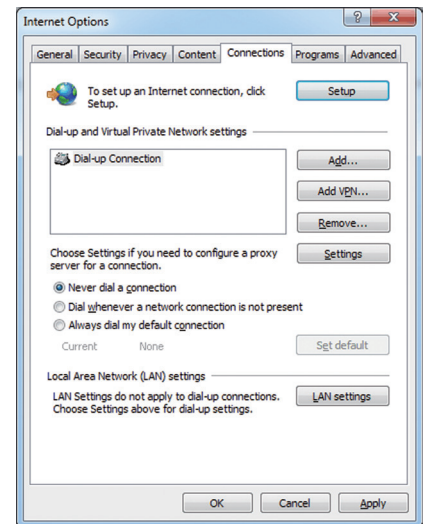 Internet Options
General Security Privacy Content Connections Programs Advanced
To set up an Internet connection, click
Setup.
Setup
Dial-up and Virtual Private Network settings
Dial-up Connection
Add...
Add VPN...
Remove...
Choose Settings if you need to configure a proxy
server for a connection.
Settings
Never dial a connection
Dial whenever a network connection is not present
Always dial my default connection
Current None
Set default
Local Area Network (LAN) settings
LAN Settings do not apply to dial-up connections.
Choose Settings above for dial-up settings.
LAN settings
OK Cancel Apply